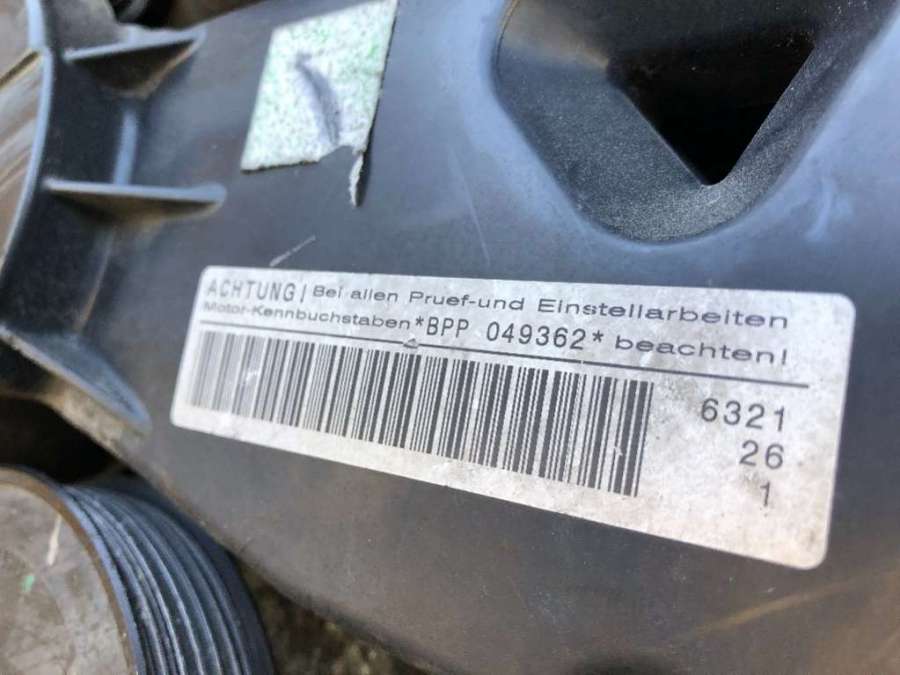 ACHTUNG! Bei allen Pruef-und Einstellarbeiten
Motor-Kennbuchstaben *BPP 049362* beachten!
6321
26
1